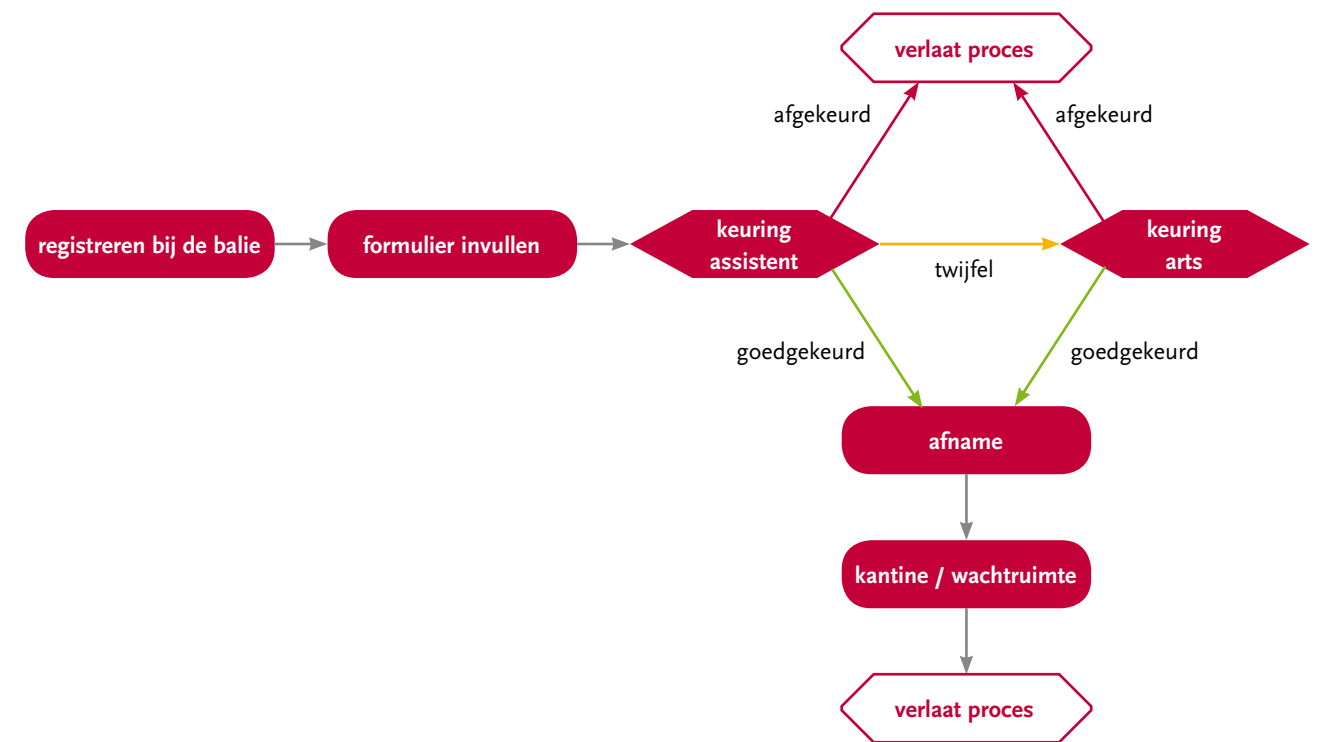 verlaat proces
afgekeurd
afgekeurd
registreren bij de balie
formulier invullen
keuring
assistent
twijfel
keuring
arts
goedgekeurd
goedgekeurd
afname
kantine / wachtruimte
verlaat proces